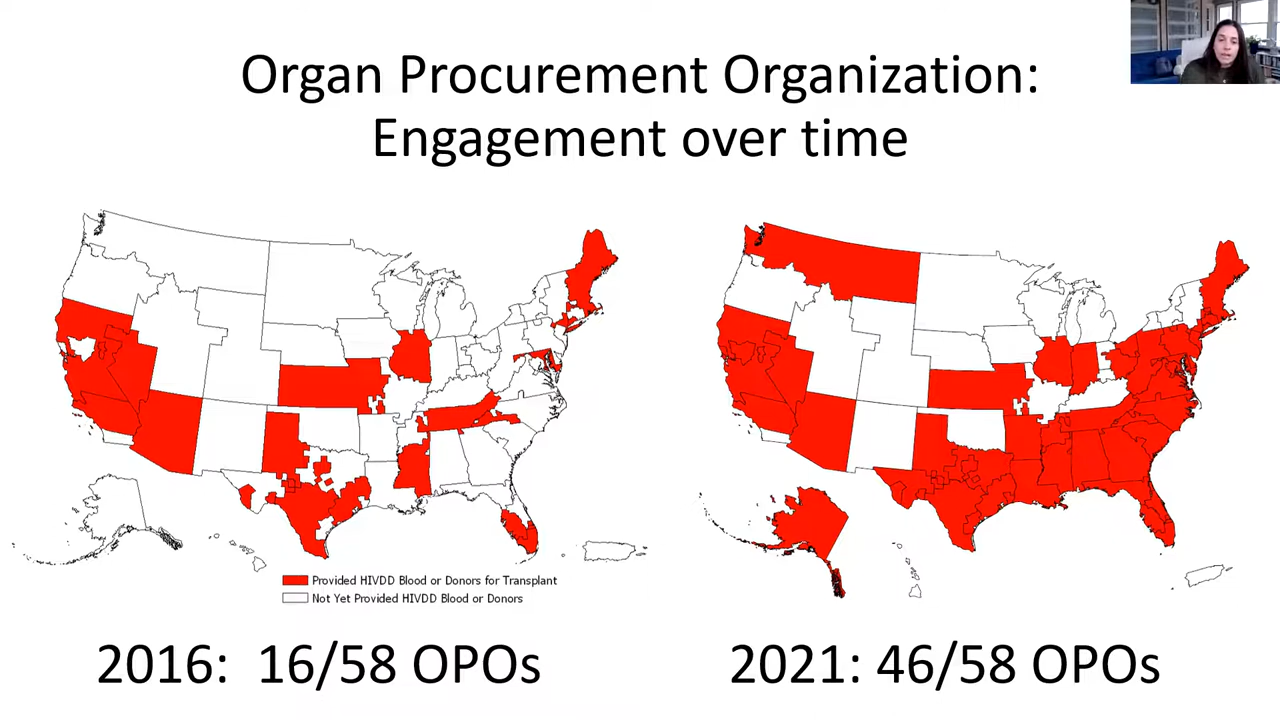 Organ Procurement Organization:
Engagement over time
Provided HIVDD Blood or Donors for Transplant
Not Yet Provided HIVDD Blood or Donors
2016:  16/58 OPOs
2021: 46/58 OPOs